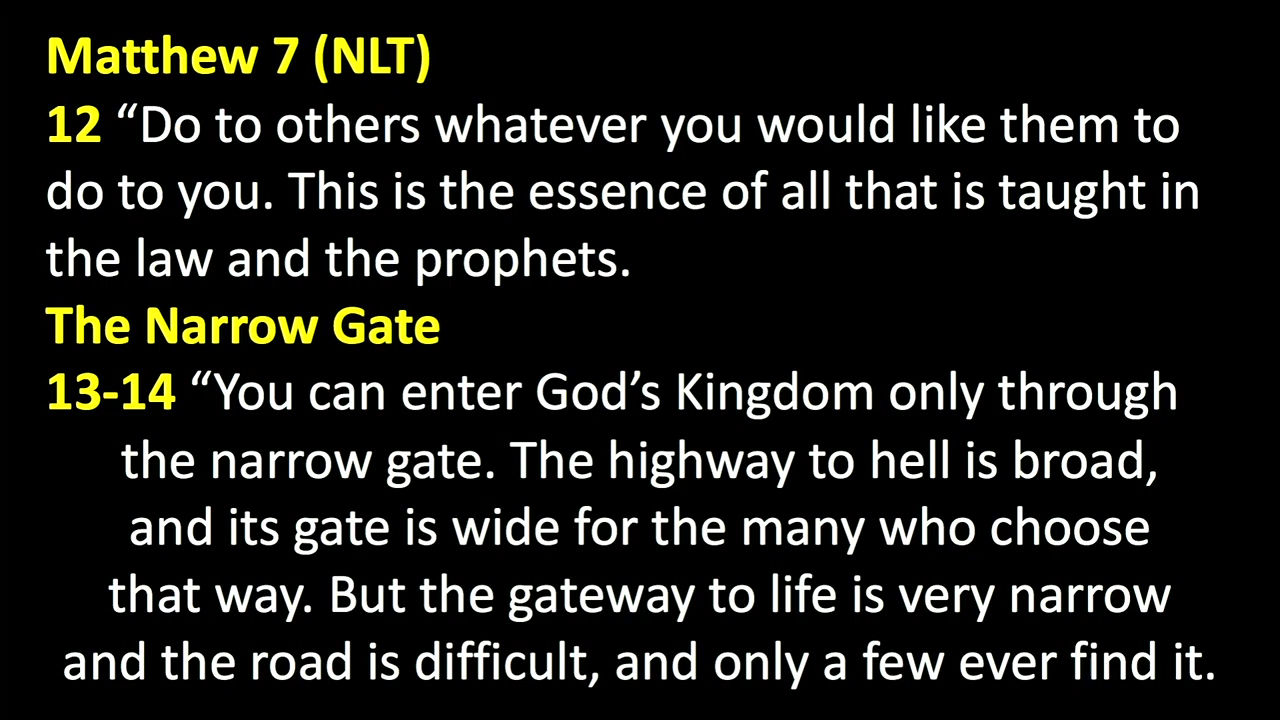 Matthew 7 (NLT)
12 “Do to others whatever you would like them to
do to you. This is the essence of all that is taught in
the law and the prophets.
The Narrow Gate
13-14 “You can enter God’s Kingdom only through
the narrow gate. The highway to hell is broad,
and its gate is wide for the many who choose
that way. But the gateway to life is very narrow
and the road is difficult, and only a few ever find it.